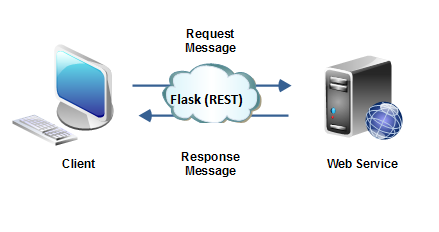 Request
Message
Flask (REST)
Client
Web Service
Response
Message